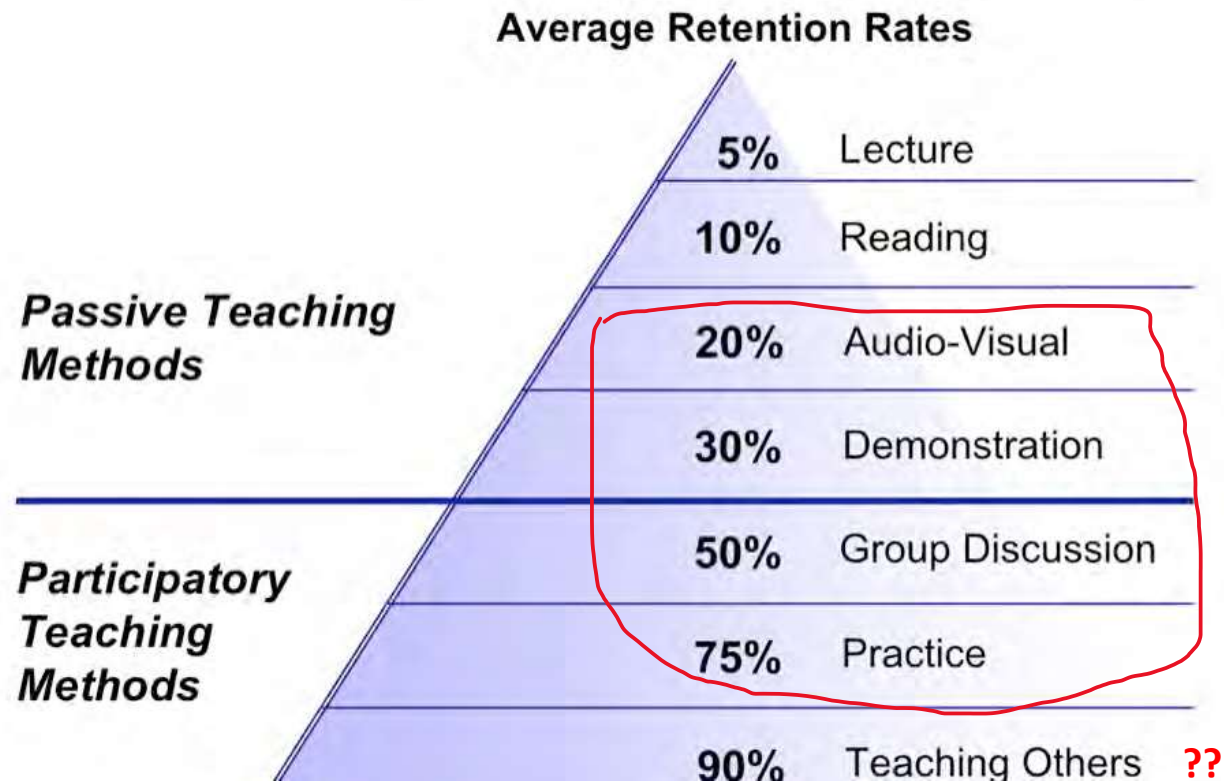 Average Retention Rates
5% Lecture
10% Reading
Passive Teaching
Methods
20% Audio-Visual
30% Demonstration
50% Group Discussion
Participatory
Teaching
Methods
75% Practice
90% Teaching Others ??